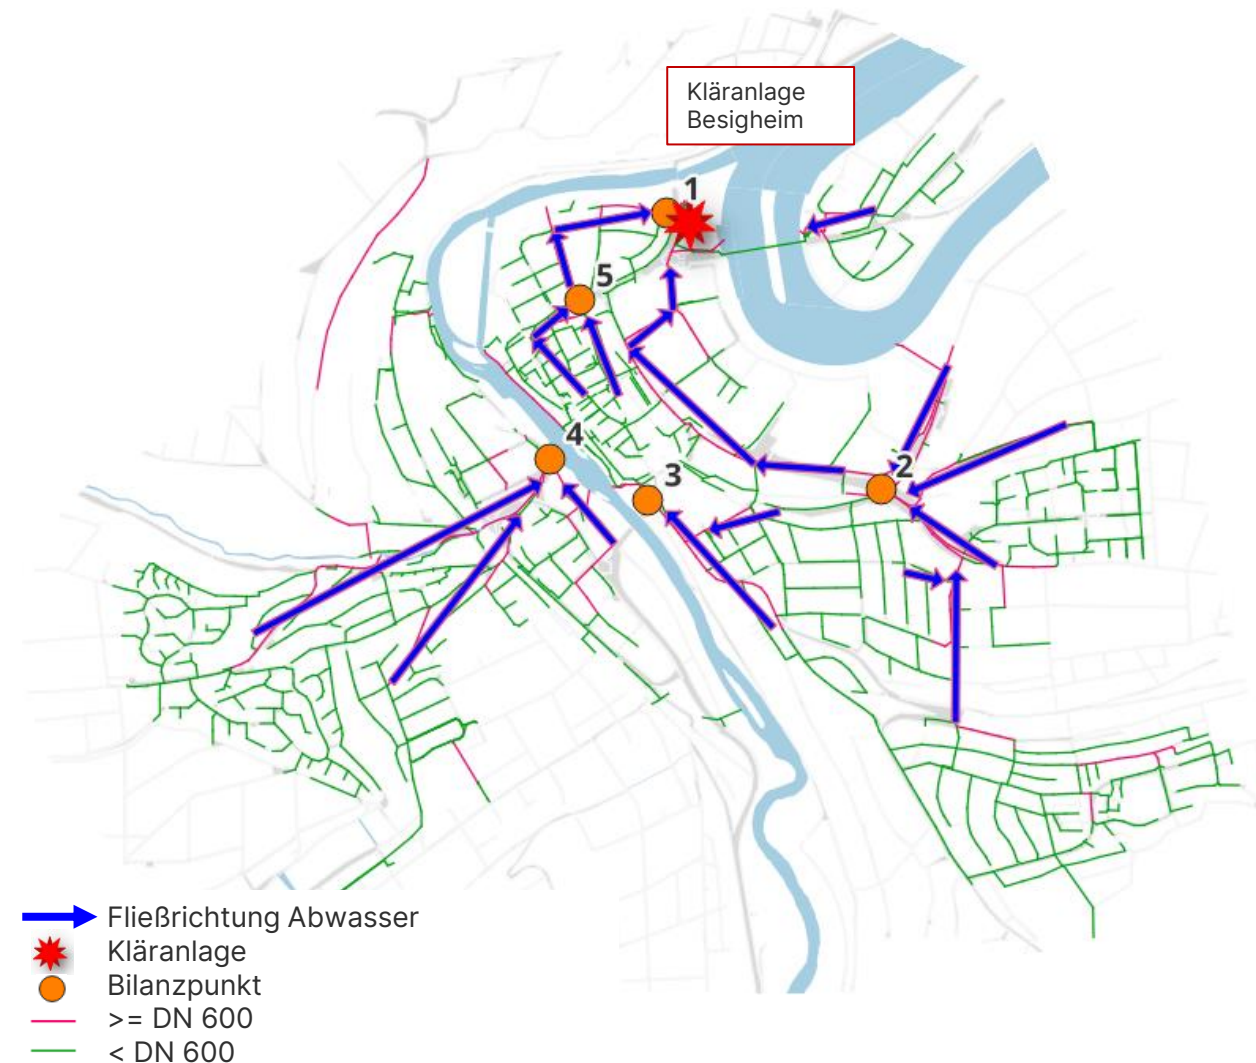 Kläranlage
Besigheim
1
5
4
3
2
Fließrichtung Abwasser
Kläranlage
Bilanzpunkt
>= DN 600
< DN 600